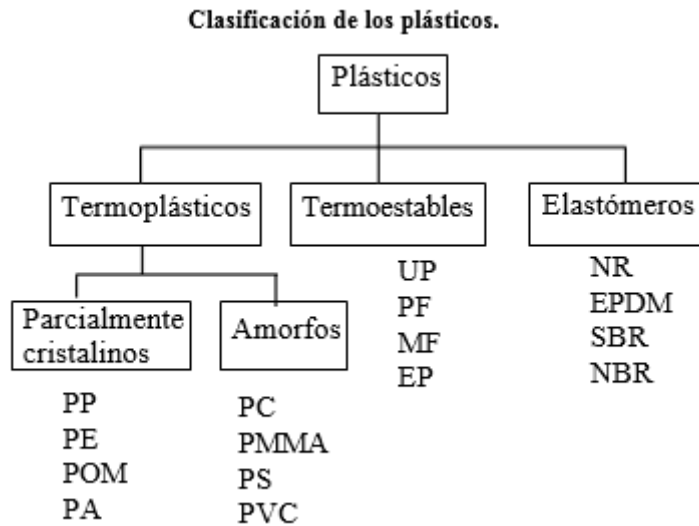 Clasificación de los plásticos.
Plásticos
Termoplásticos
Termoestables
Elastómeros
UP
PF
MF
EP
NR
EPDM
SBR
NBR
Parcialmente
cristalinos
Amorfos
PP
PE
POM
PA
PC
PMMA
PS
PVC